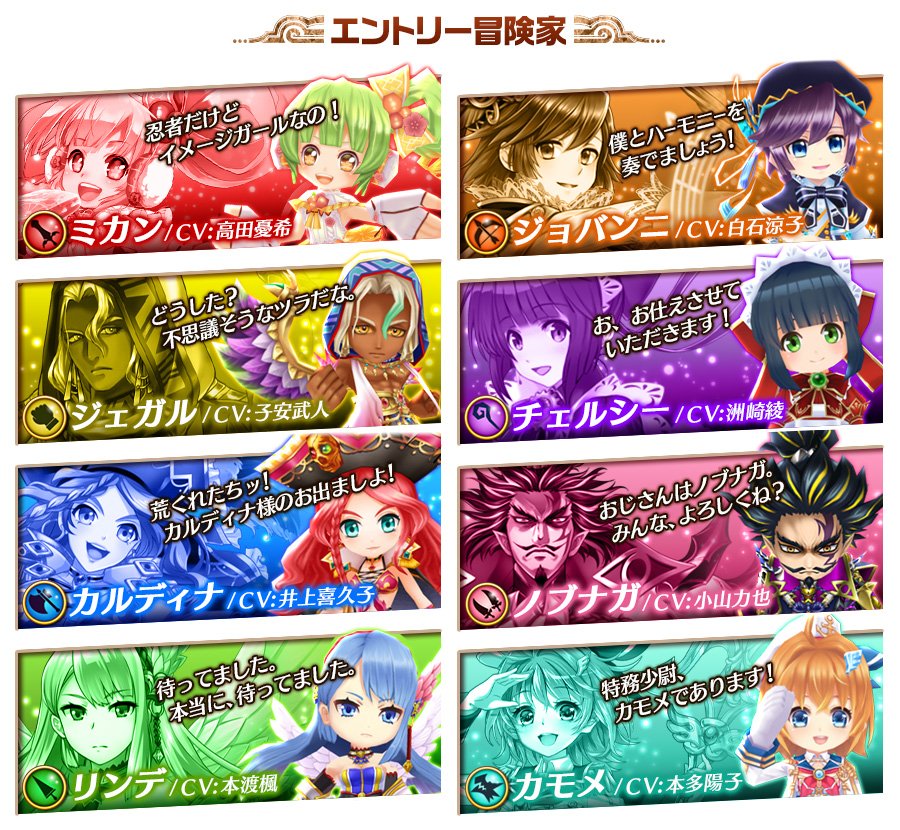 エントリー冒険家
忍者だけど
イメージガールなの！
ミカン/CV:高田憂希
僕とハーモニーを
奏でましょう！
ジョバンニ/CV:白石涼子
どうした？
不思議そうなツラだな。
ジェガル/CV:子安武人
お、お仕えさせて
いただきます！
チェルシー/CV:洲崎綾
荒くれたちッ！
カルディナ様のお出ましよ！
カルディナ/CV:井上喜久子
おじさんはノブナガ。
みんな、よろしくね？
ノブナガ/CV:小山力也
待ってました。
本当に、待ってました。
リンデ/CV:本渡楓
特務少尉、
カモメであります！
カモメ/CV:本多陽子